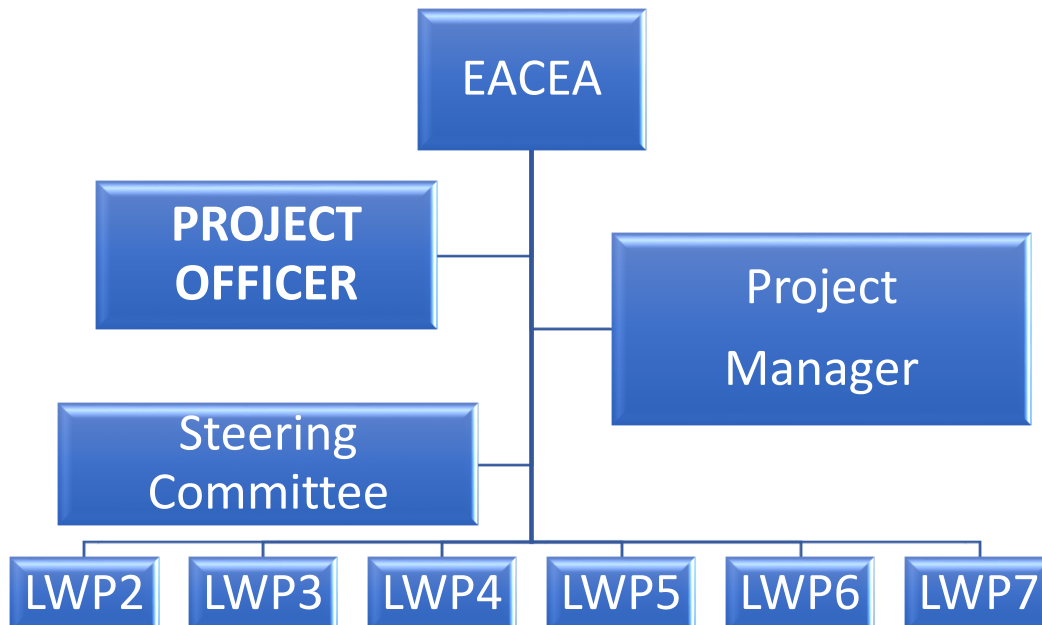 EACEA
PROJECT
OFFICER
Project
Manager
Steering
Committee
LWP2
LWP3
LWP4
LWP5
LWP6
LWP7